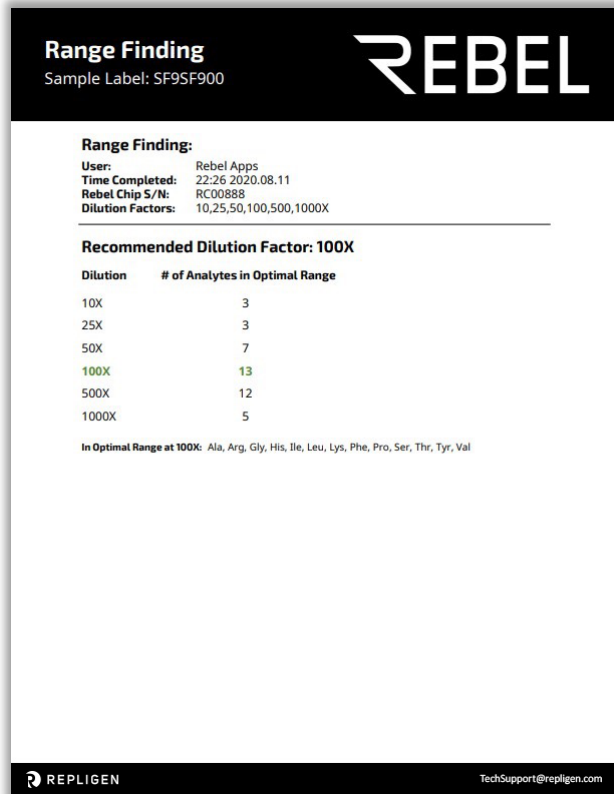 Range Finding
Sample Label: SF9SF900
REBEL
Range Finding:
User: Rebel Apps
Time Completed: 22:26 2020.08.11
Rebel Chip S/N: RC00888
Dilution Factors: 10,25,50,100,500,1000X
Recommended Dilution Factor: 100X
Dilution # of Analytes in Optimal Range
10X 3
25X 3
50X 7
100X 13
500X 12
1000X 5
In Optimal Range at 100X: Ala, Arg, Gly, His, Ile, Leu, Lys, Phe, Pro, Ser, Thr, Tyr, Val
REPLIGEN
TechSupport@repligen.com